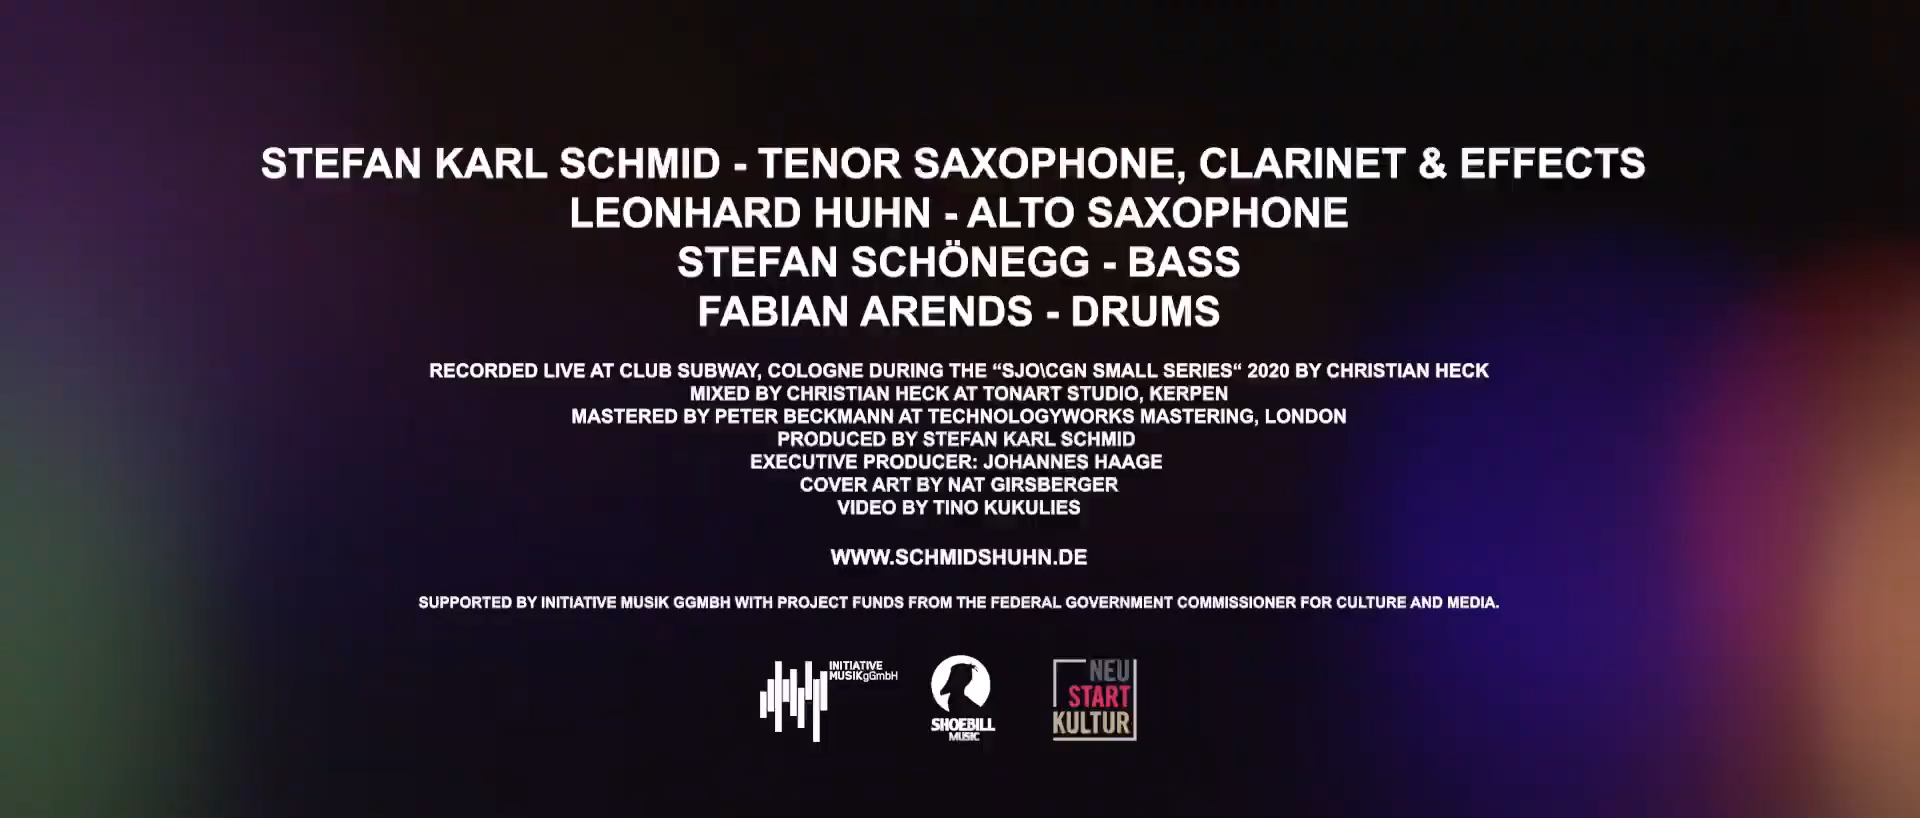 STEFAN KARL SCHMID - TENOR SAXOPHONE, CLARINET & EFFECTS
LEONHARD HUHN - ALTO SAXOPHONE
STEFAN SCHÖNEGG - BASS
FABIAN ARENDS - DRUMS
RECORDED LIVE AT CLUB SUBWAY, COLOGNE DURING THE “SJO\CGN SMALL SERIES“ 2020 BY CHRISTIAN HECK
MIXED BY CHRISTIAN HECK AT TONART STUDIO, KERPEN
MASTERED BY PETER BECKMANN AT TECHNOLOGYWORKS MASTERING, LONDON
PRODUCED BY STEFAN KARL SCHMID
EXECUTIVE PRODUCER: JOHANNES HAAGE
COVER ART BY NAT GIRSBERGER
VIDEO BY TINO KUKULIES
WWW.SCHMIDSHUHN.DE
SUPPORTED BY INITIATIVE MUSIK GGMBH WITH PROJECT FUNDS FROM THE FEDERAL GOVERNMENT COMMISSIONER FOR CULTURE AND MEDIA.
INITIATIVE
MUSIKgGmbH
SHOEBILL
MUSIC
NEU
START
KULTUR